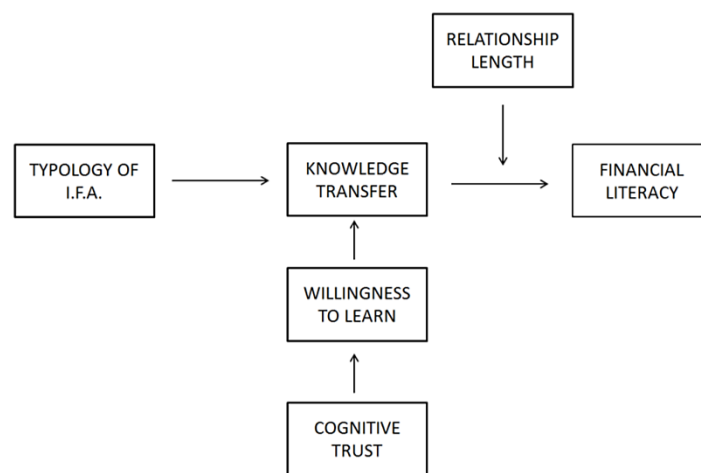 RELATIONSHIP
LENGTH
TYPOLOGY OF
I.F.A.
KNOWLEDGE
TRANSFER
FINANCIAL
LITERACY
WILLINGNESS
TO LEARN
COGNITIVE
TRUST